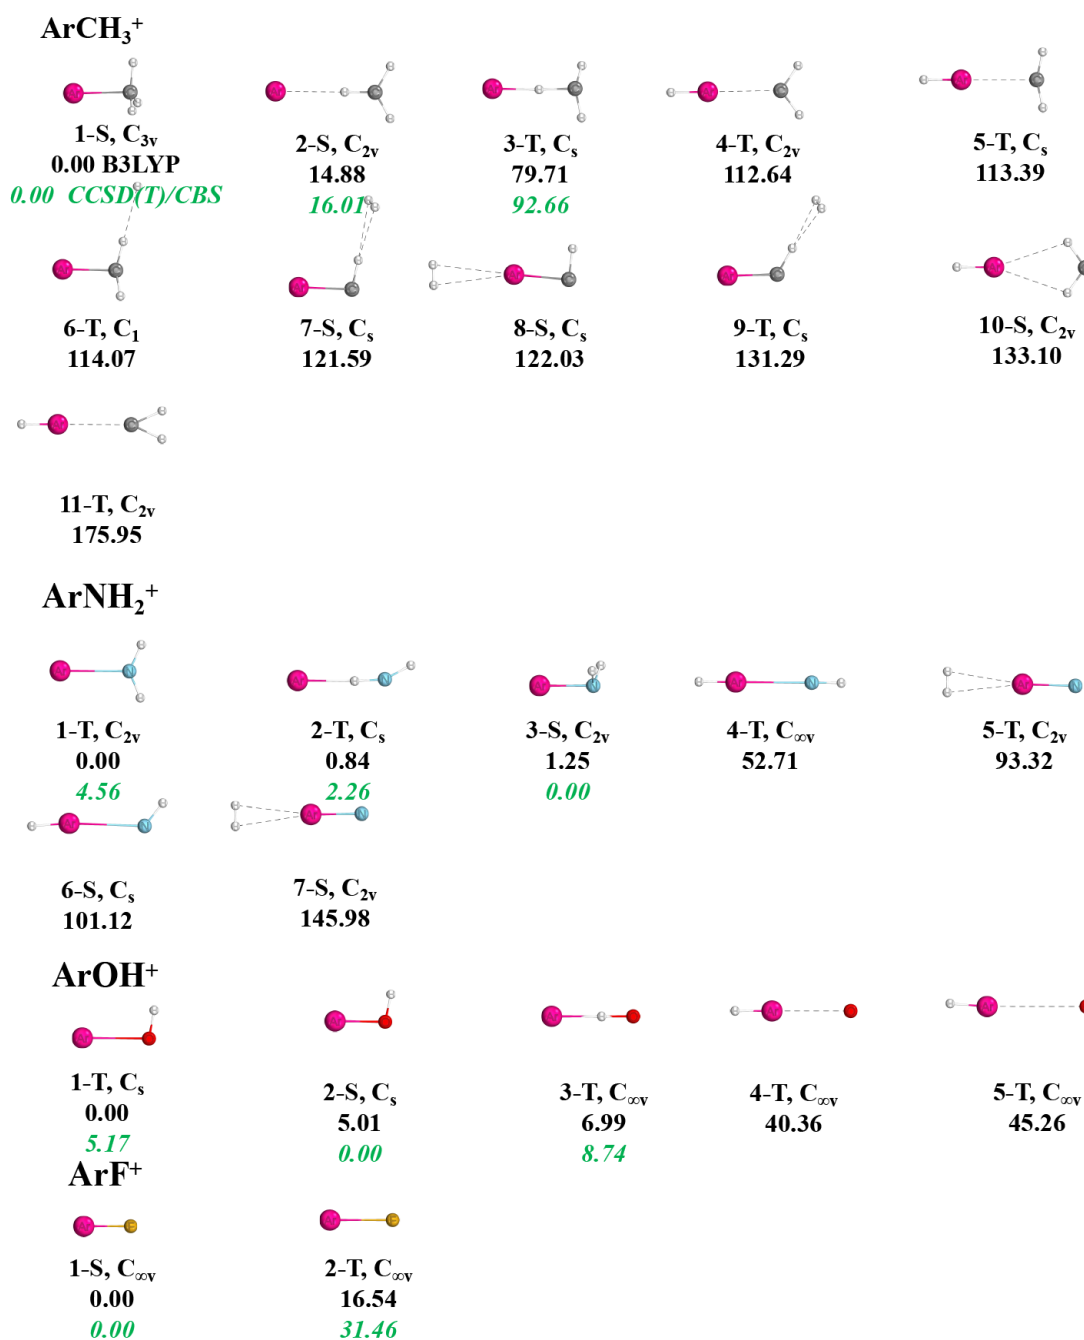 ArCH₃⁺
1-S, C₃ᵥ 2-S, C₂ᵥ 3-T, Cₛ 4-T, C₂ᵥ 5-T, Cₛ
0.00 B3LYP 14.88 79.71 112.64 113.39
0.00 CCSD(T)/CBS 16.01 92.66
6-T, C₁ 7-S, Cₛ 8-S, Cₛ 9-T, Cₛ 10-S, C₂ᵥ
114.07 121.59 122.03 131.29 133.10
11-T, C₂ᵥ
175.95
ArNH₂⁺
1-T, C₂ᵥ 2-T, Cₛ 3-S, C₂ᵥ 4-T, C∞ᵥ 5-T, C₂ᵥ
0.00 0.84 1.25 52.71 93.32
4.56 2.26 0.00
6-S, Cₛ 7-S, C₂ᵥ
101.12 145.98
ArOH⁺
1-T, Cₛ 2-S, Cₛ 3-T, C∞ᵥ 4-T, C∞ᵥ 5-T, C∞ᵥ
0.00 5.01 6.99 40.36 45.26
5.17 0.00 8.74
ArF⁺
1-S, C∞ᵥ 2-T, C∞ᵥ
0.00 16.54
0.00 31.46